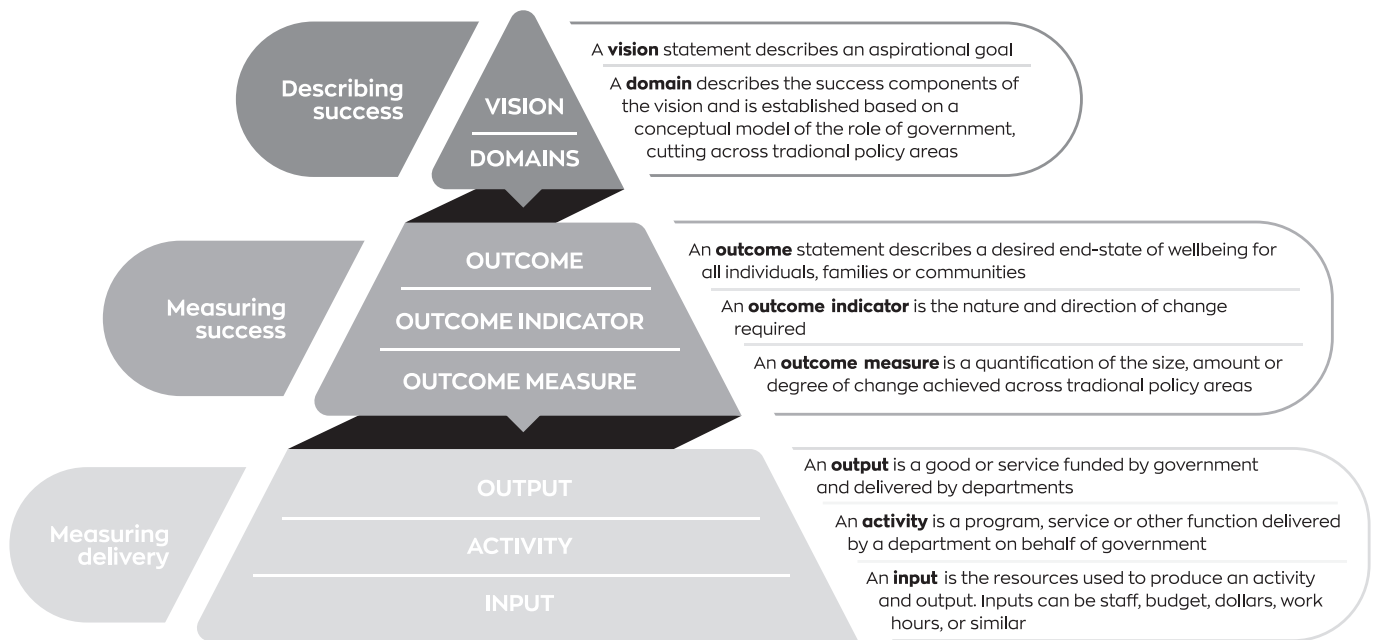 Describing
success
VISION
DOMAINS
A vision statement describes an aspirational goal
A domain describes the success components of
the vision and is established based on a
conceptual model of the role of government,
cutting across tradional policy areas
Measuring
success
OUTCOME
OUTCOME INDICATOR
OUTCOME MEASURE
An outcome statement describes a desired end-state of wellbeing for
all individuals, families or communities
An outcome indicator is the nature and direction of change
required
An outcome measure is a quantification of the size, amount or
degree of change achieved across tradional policy areas
Measuring
delivery
OUTPUT
ACTIVITY
INPUT
An output is a good or service funded by government
and delivered by departments
An activity is a program, service or other function delivered
by a department on behalf of government
An input is the resources used to produce an activity
and output. Inputs can be staff, budget, dollars, work
hours, or similar